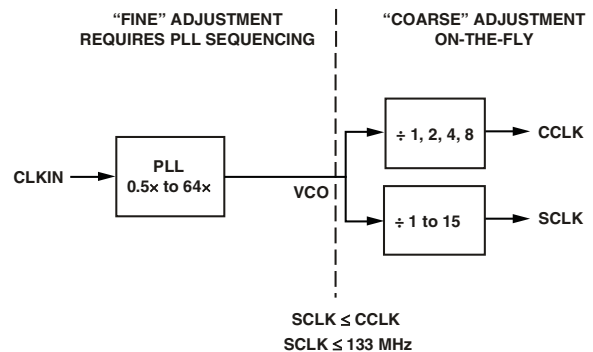 “FINE” ADJUSTMENT
REQUIRES PLL SEQUENCING
“COARSE” ADJUSTMENT
ON-THE-FLY
CLKIN
PLL
0.5× to 64×
VCO
÷ 1, 2, 4, 8
CCLK
÷ 1 to 15
SCLK
SCLK ≤ CCLK
SCLK ≤ 133 MHz